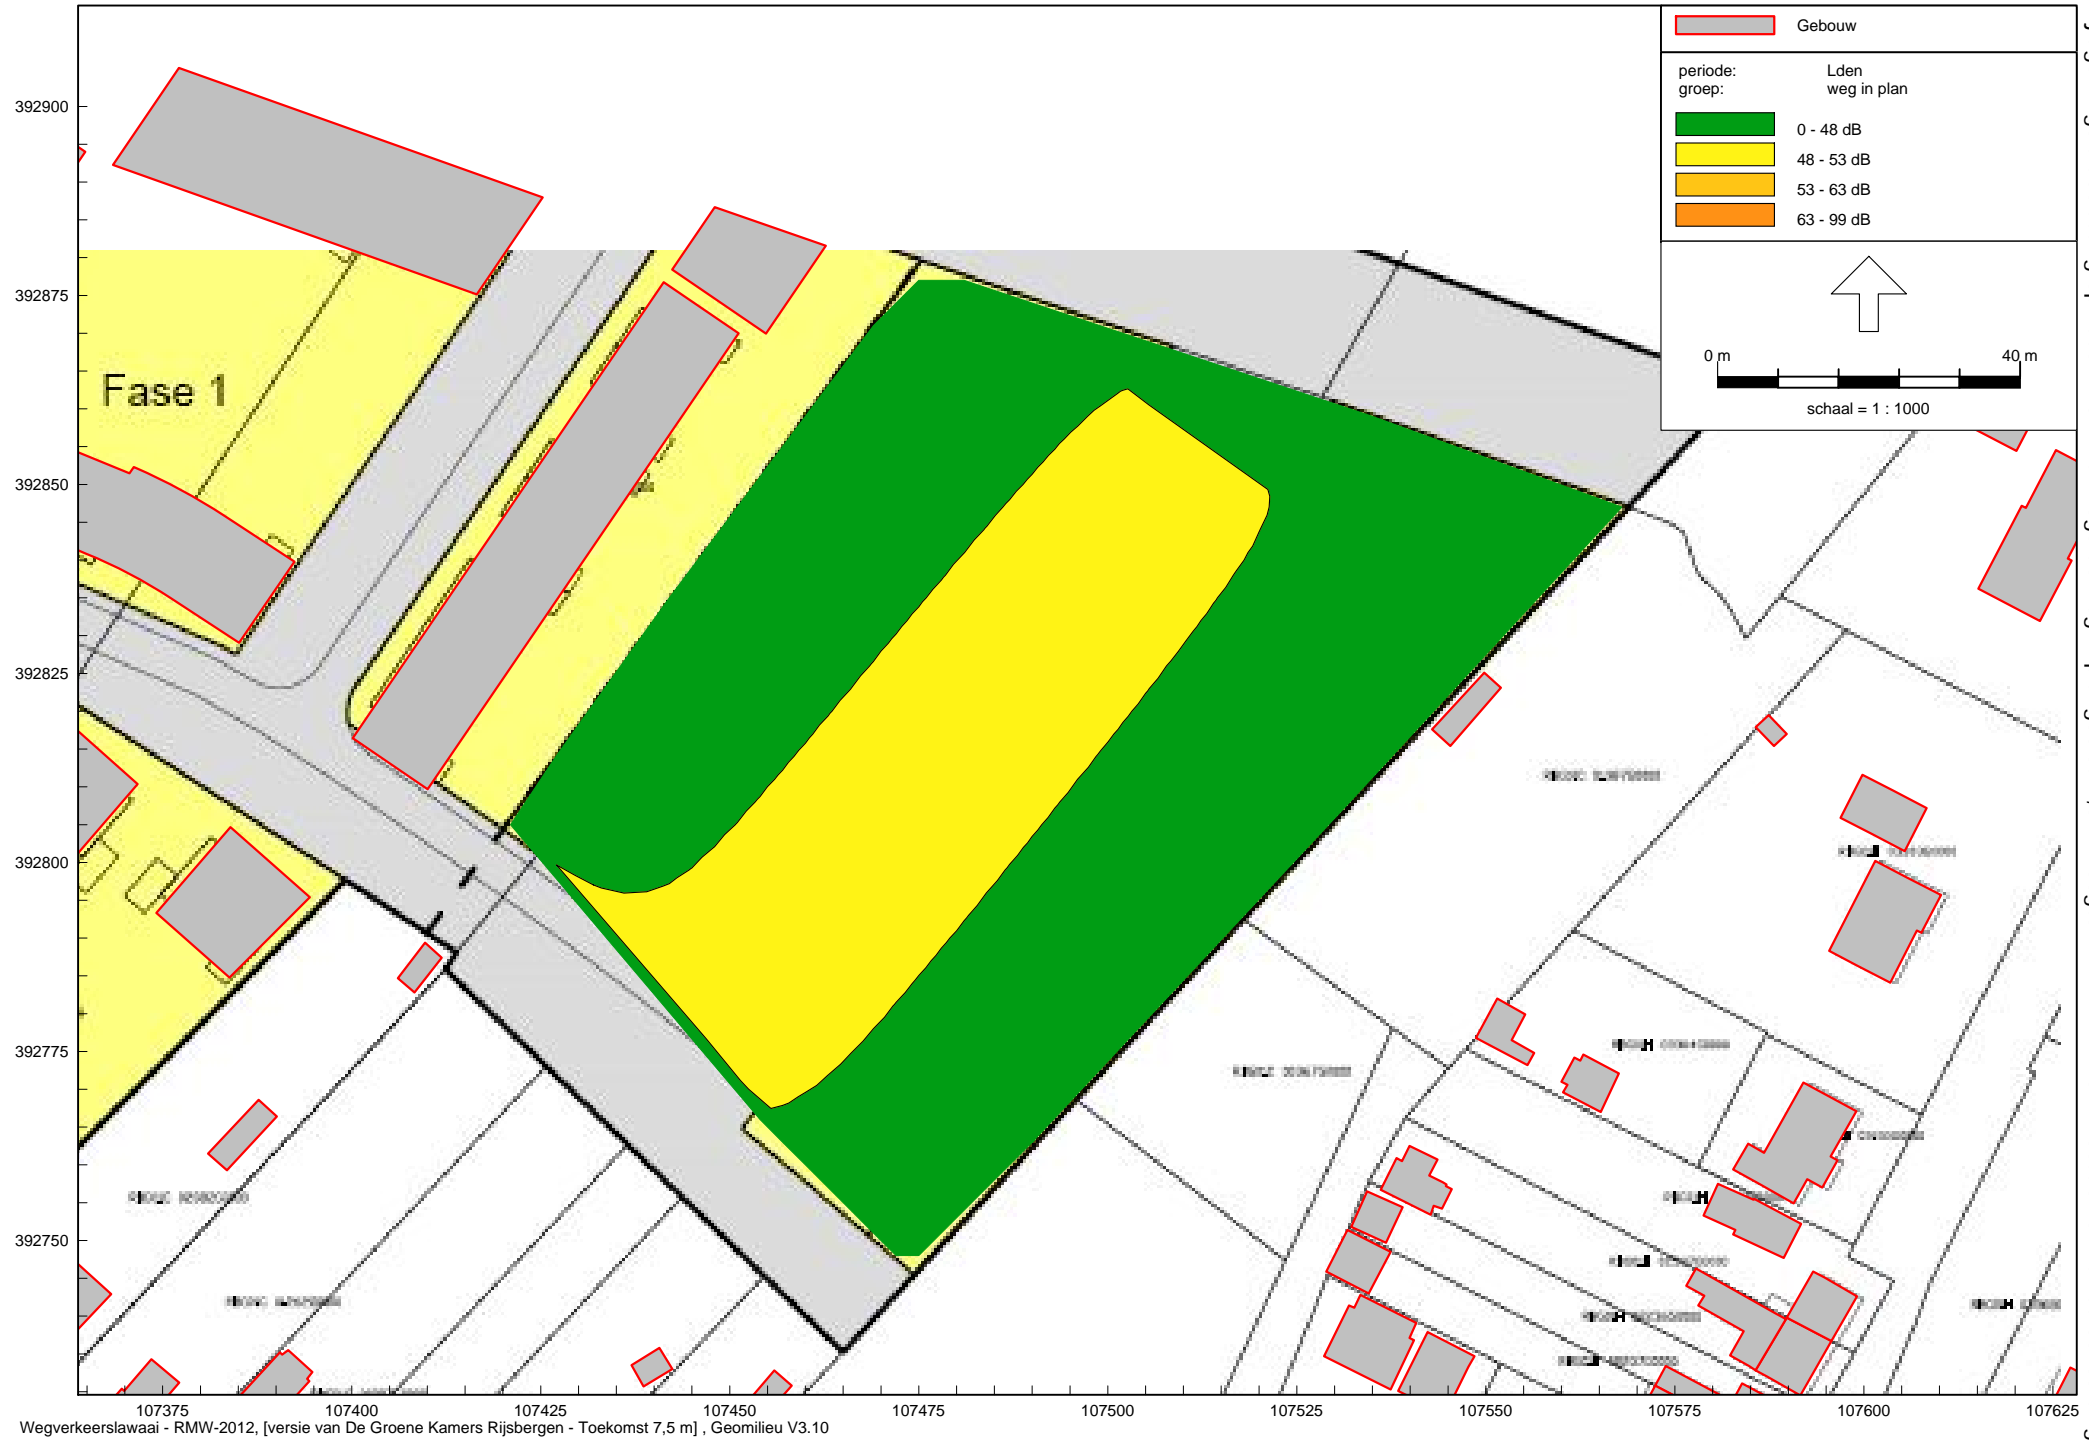 Gebouw
periode: Lden
groep: weg in plan
0 - 48 dB
48 - 53 dB
53 - 63 dB
63 - 99 dB
0 m 40 m
schaal = 1 : 1000
Fase 1
392900
392875
392850
392825
392800
392775
392750
107375 107400 107425 107450 107475 107500 107525 107550 107575 107600 107625
Wegverkeerslawaai - RMW-2012, [versie van De Groene Kamers Rijsbergen - Toekomst 7,5 m] , Geomilieu V3.10